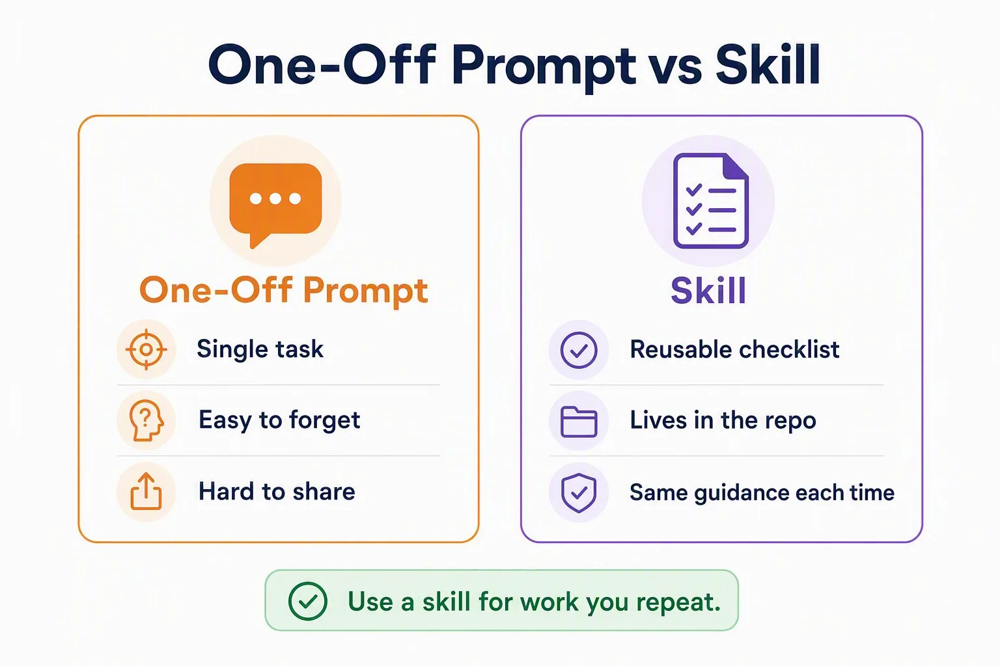 One-Off Prompt vs Skill
One-Off Prompt
Single task
Easy to forget
Hard to share
Skill
Reusable checklist
Lives in the repo
Same guidance each time
Use a skill for work you repeat.